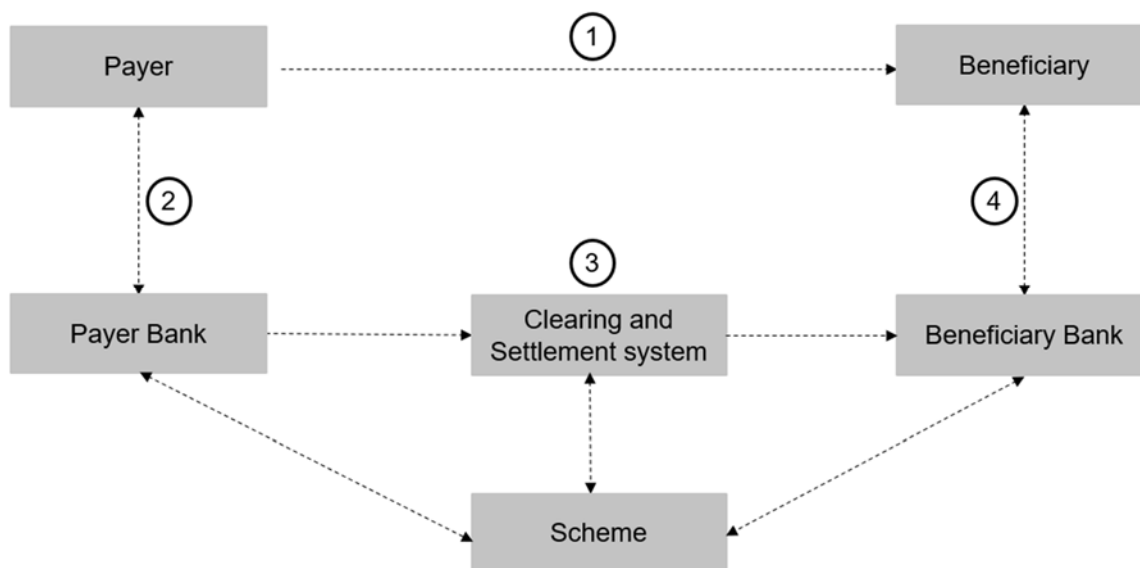 1
Payer
Beneficiary
2
4
3
Payer Bank
Clearing and
Settlement system
Beneficiary Bank
Scheme